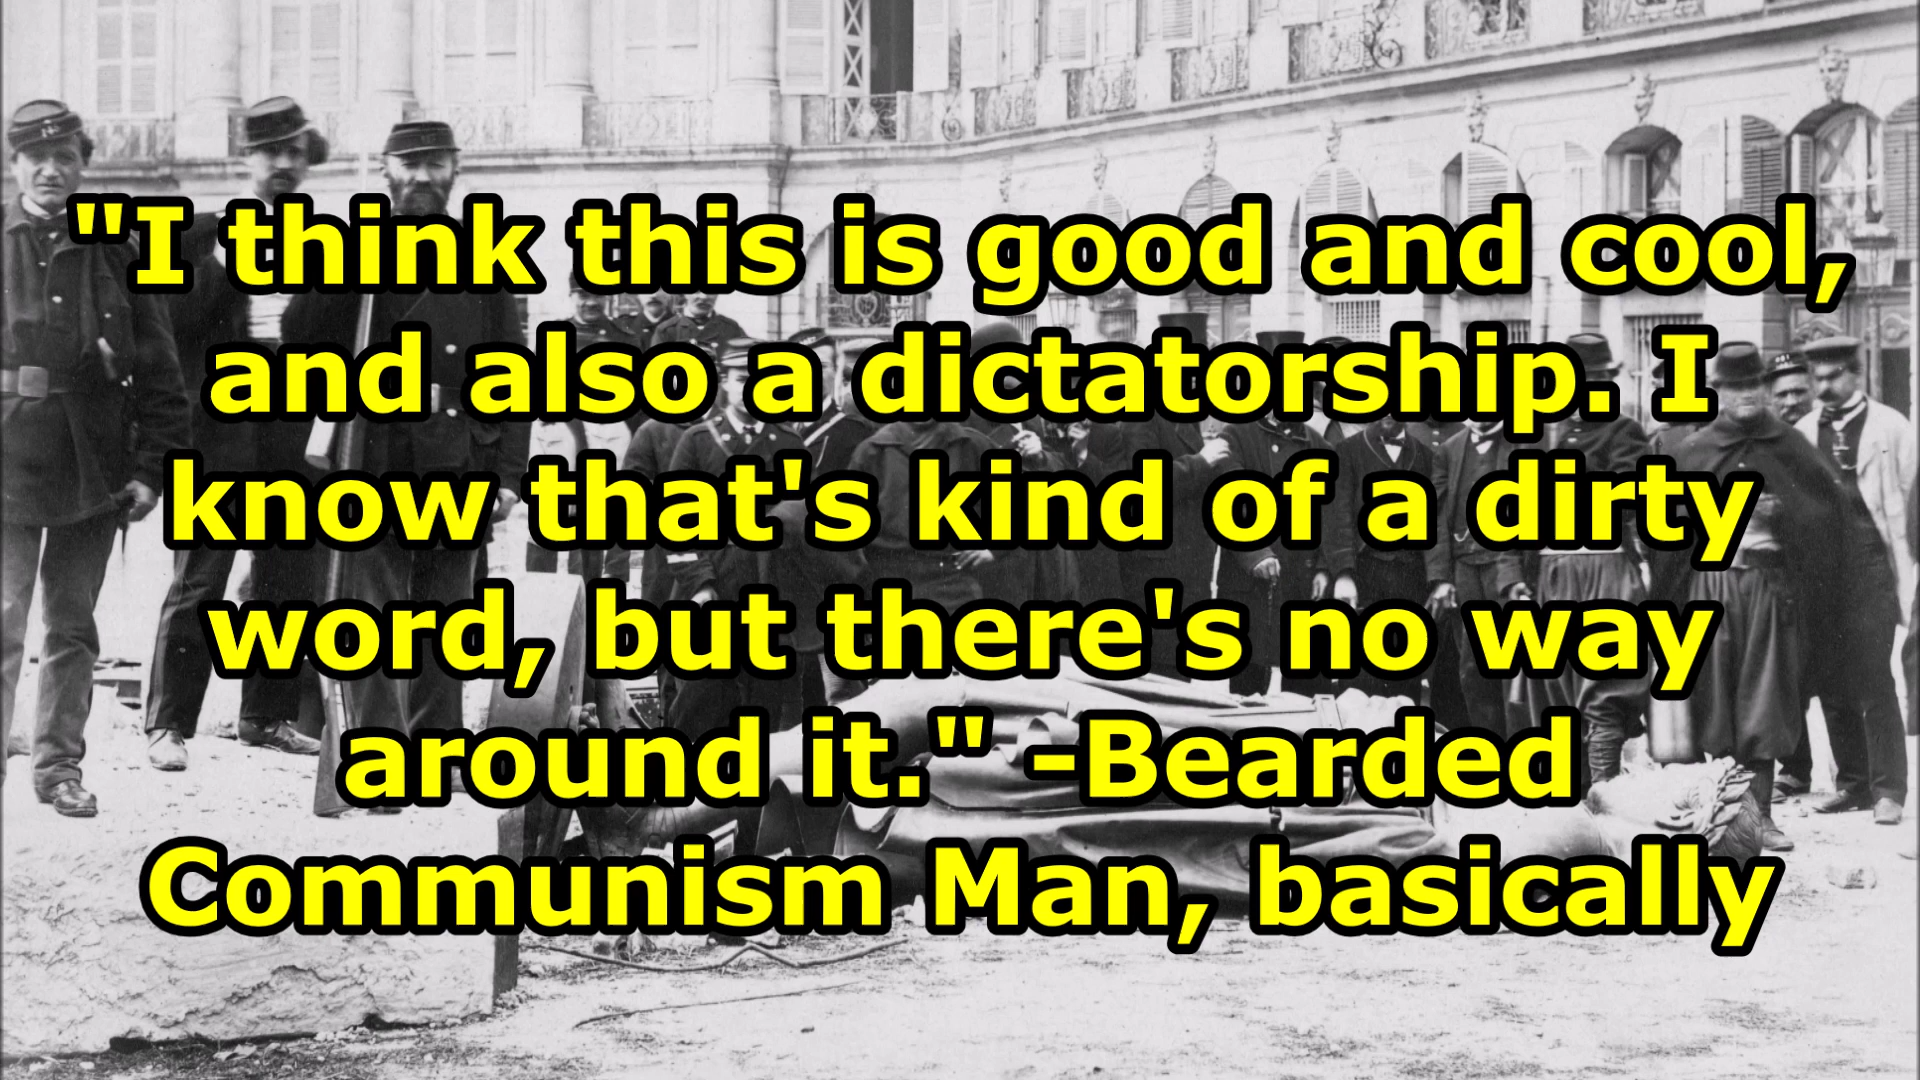 "I think this is good and cool,
and also a dictatorship. I
know that's kind of a dirty
word, but there's no way
around it." -Bearded
Communism Man, basically